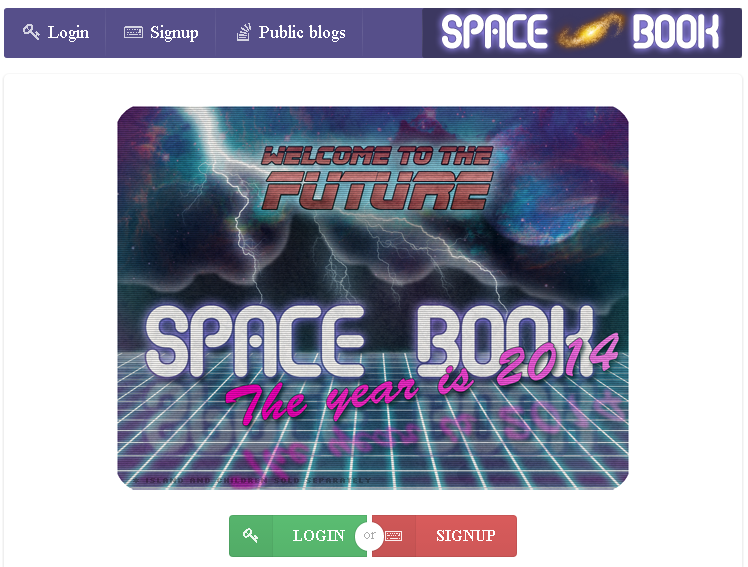 Login
Signup
Public blogs
SPACE BOOK
WELCOME TO THE
FUTURE
SPACE BOOK
The year is 2014
© ISLAND AND CHILDREN SOLD SEPARATELY
LOGIN
or
SIGNUP